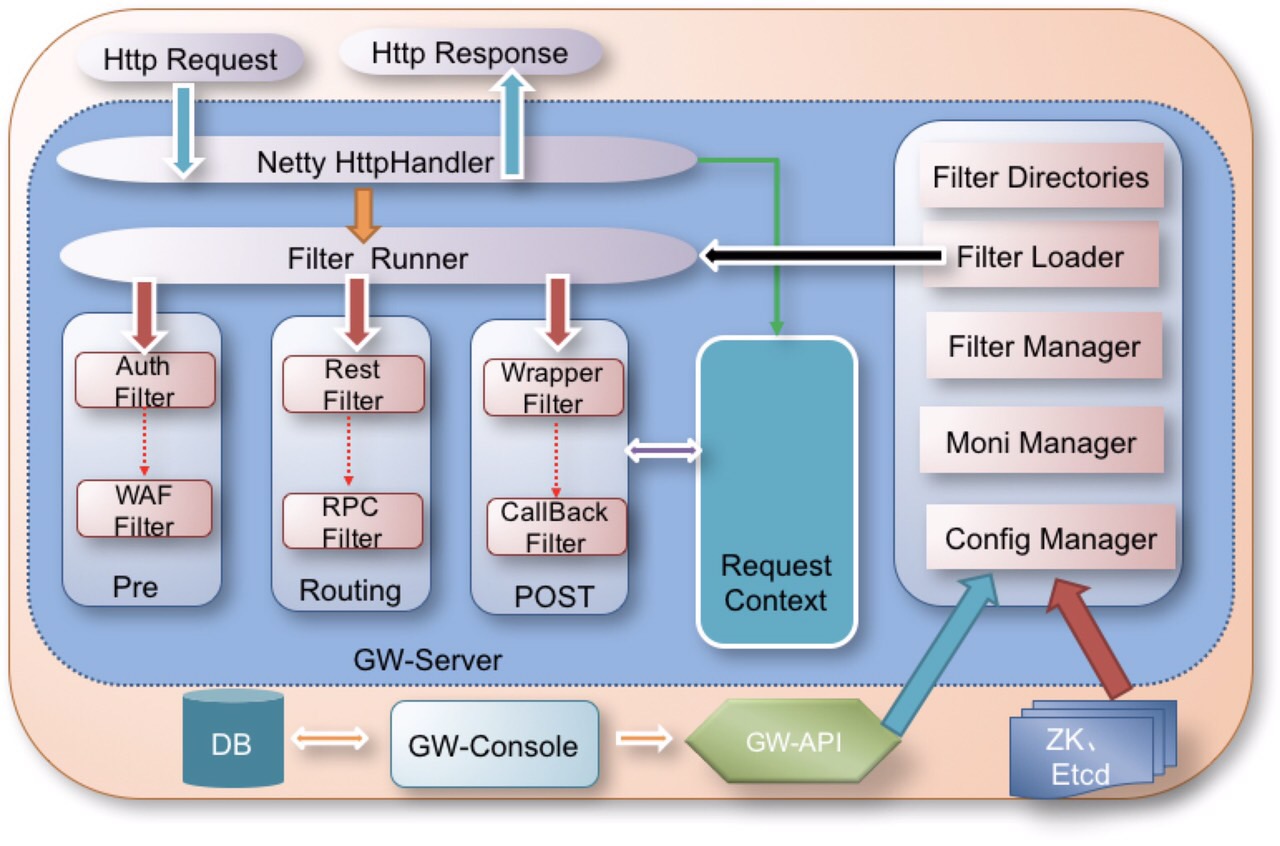 Http Request
Http Response
Netty HttpHandler
Filter Runner
Auth
Filter
WAF
Filter
Pre
Rest
Filter
RPC
Filter
Routing
Wrapper
Filter
CallBack
Filter
POST
Request
Context
Filter Directories
Filter Loader
Filter Manager
Moni Manager
Config Manager
GW-Server
DB
GW-Console
GW-API
ZK、
Etcd